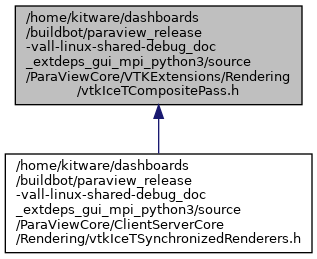 /home/kitware/dashboards
/buildbot/paraview_release
-vall-linux-shared-debug_doc
_extdeps_gui_mpi_python3/source
/ParaViewCore/VTKExtensions/Rendering
/vtkIceTCompositePass.h
/home/kitware/dashboards
/buildbot/paraview_release
-vall-linux-shared-debug_doc
_extdeps_gui_mpi_python3/source
/ParaViewCore/ClientServerCore
/Rendering/vtkIceTSynchronizedRenderers.h